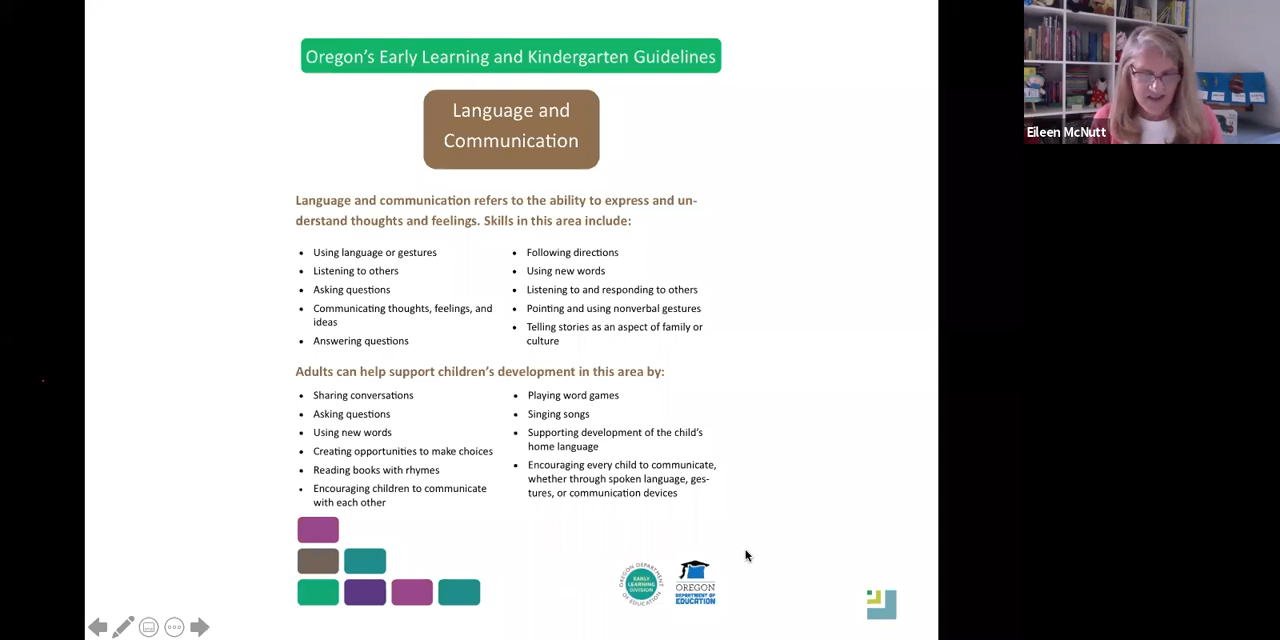 Oregon's Early Learning and Kindergarten Guidelines
Language and
Communication
Eileen McNutt
Language and communication refers to the ability to express and un-
derstand thoughts and feelings. Skills in this area include:
• Using language or gestures
• Listening to others
• Asking questions
• Communicating thoughts, feelings, and
ideas
• Answering questions
• Following directions
• Using new words
• Listening to and responding to others
• Pointing and using nonverbal gestures
• Telling stories as an aspect of family or
culture
Adults can help support children's development in this area by:
• Sharing conversations
• Asking questions
• Using new words
• Creating opportunities to make choices
• Reading books with rhymes
• Encouraging children to communicate
with each other
• Playing word games
• Singing songs
• Supporting development of the child's
home language
• Encouraging every child to communicate,
whether through spoken language, ges-
tures, or communication devices
OREGON DEPARTMENT
OF EDUCATION
EARLY
LEARNING
DIVISION
OREGON
DEPARTMENT OF
EDUCATION